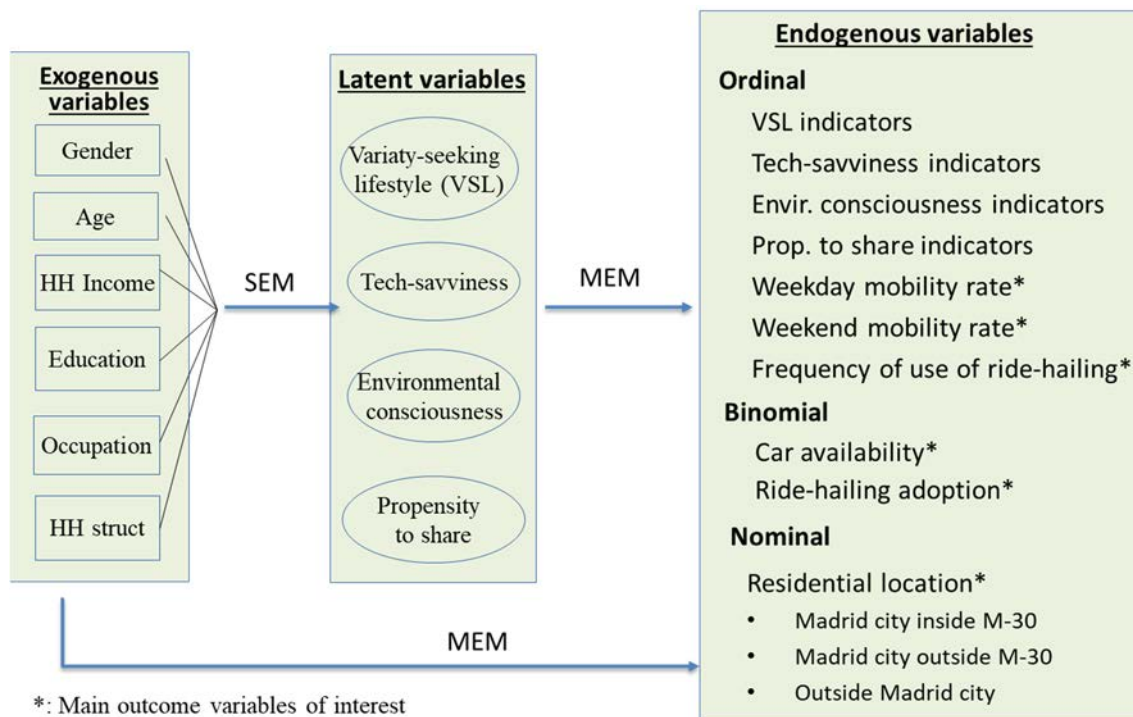 Exogenous
variables
Gender
Age
HH Income
Education
Occupation
HH struct
SEM
Latent variables
Variaty-seeking
lifestyle (VSL)
Tech-savviness
Environmental
consciousness
Propensity
to share
MEM
Endogenous variables
Ordinal
VSL indicators
Tech-savviness indicators
Envir. consciousness indicators
Prop. to share indicators
Weekday mobility rate*
Weekend mobility rate*
Frequency of use of ride-hailing*
Binomial
Car availability*
Ride-hailing adoption*
Nominal
Residential location*
• Madrid city inside M-30
• Madrid city outside M-30
• Outside Madrid city
MEM
*: Main outcome variables of interest